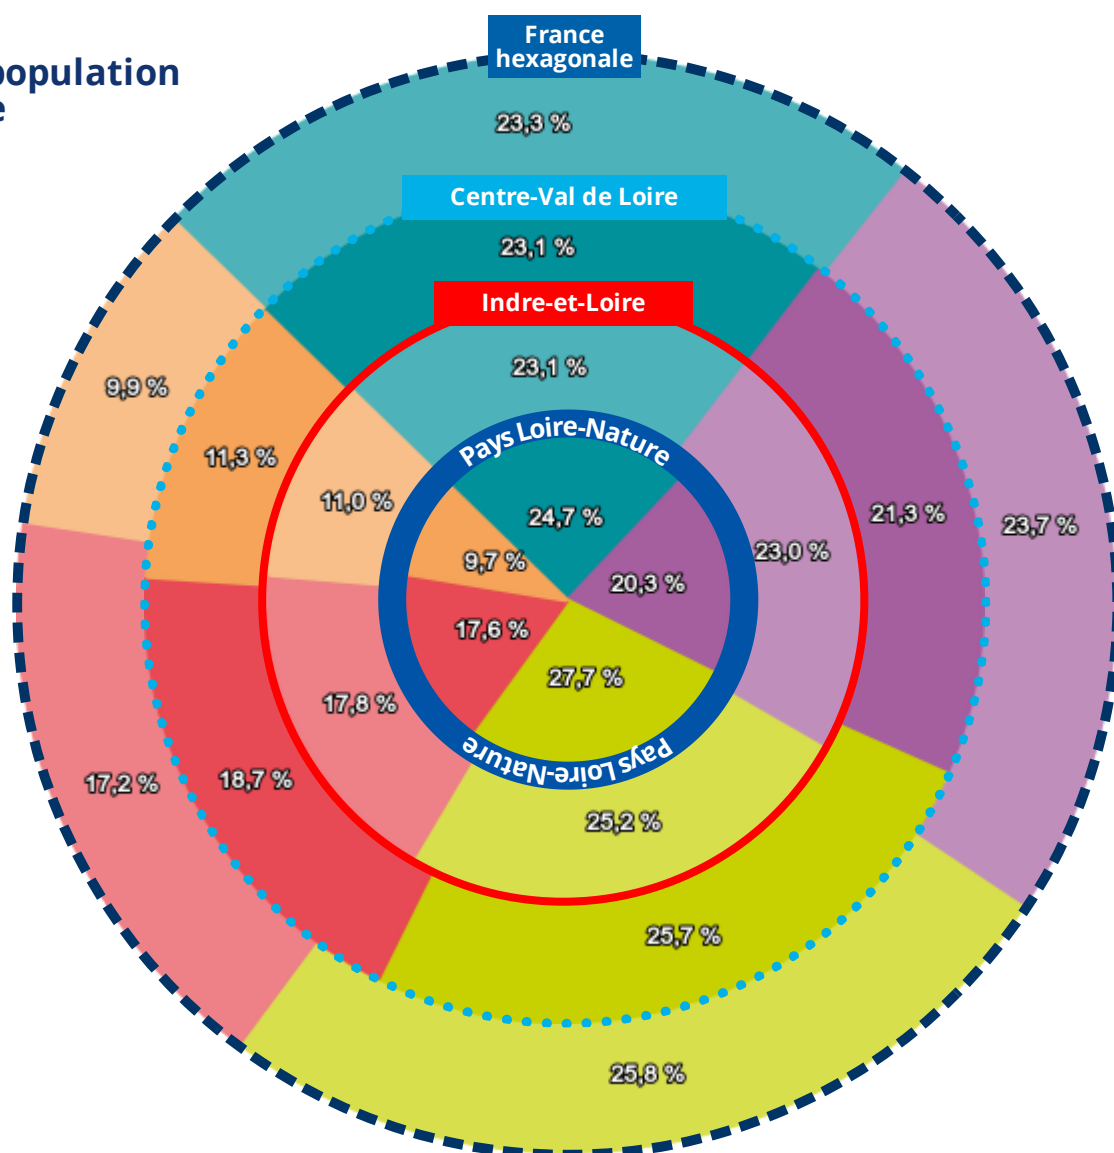 France
hexagonale
population
e
23,3 %
Centre-Val de Loire
23,1 %
Indre-et-Loire
23,1 %
9,9 %
Pays Loire-Nature
11,3 %
11,0 %
24,7 %
21,3 %
23,7 %
23,0 %
9,7 %
20,3 %
17,6 %
27,7 %
17,8 %
Pays Loire-Nature
18,7 %
17,2 %
25,2 %
25,7 %
25,8 %